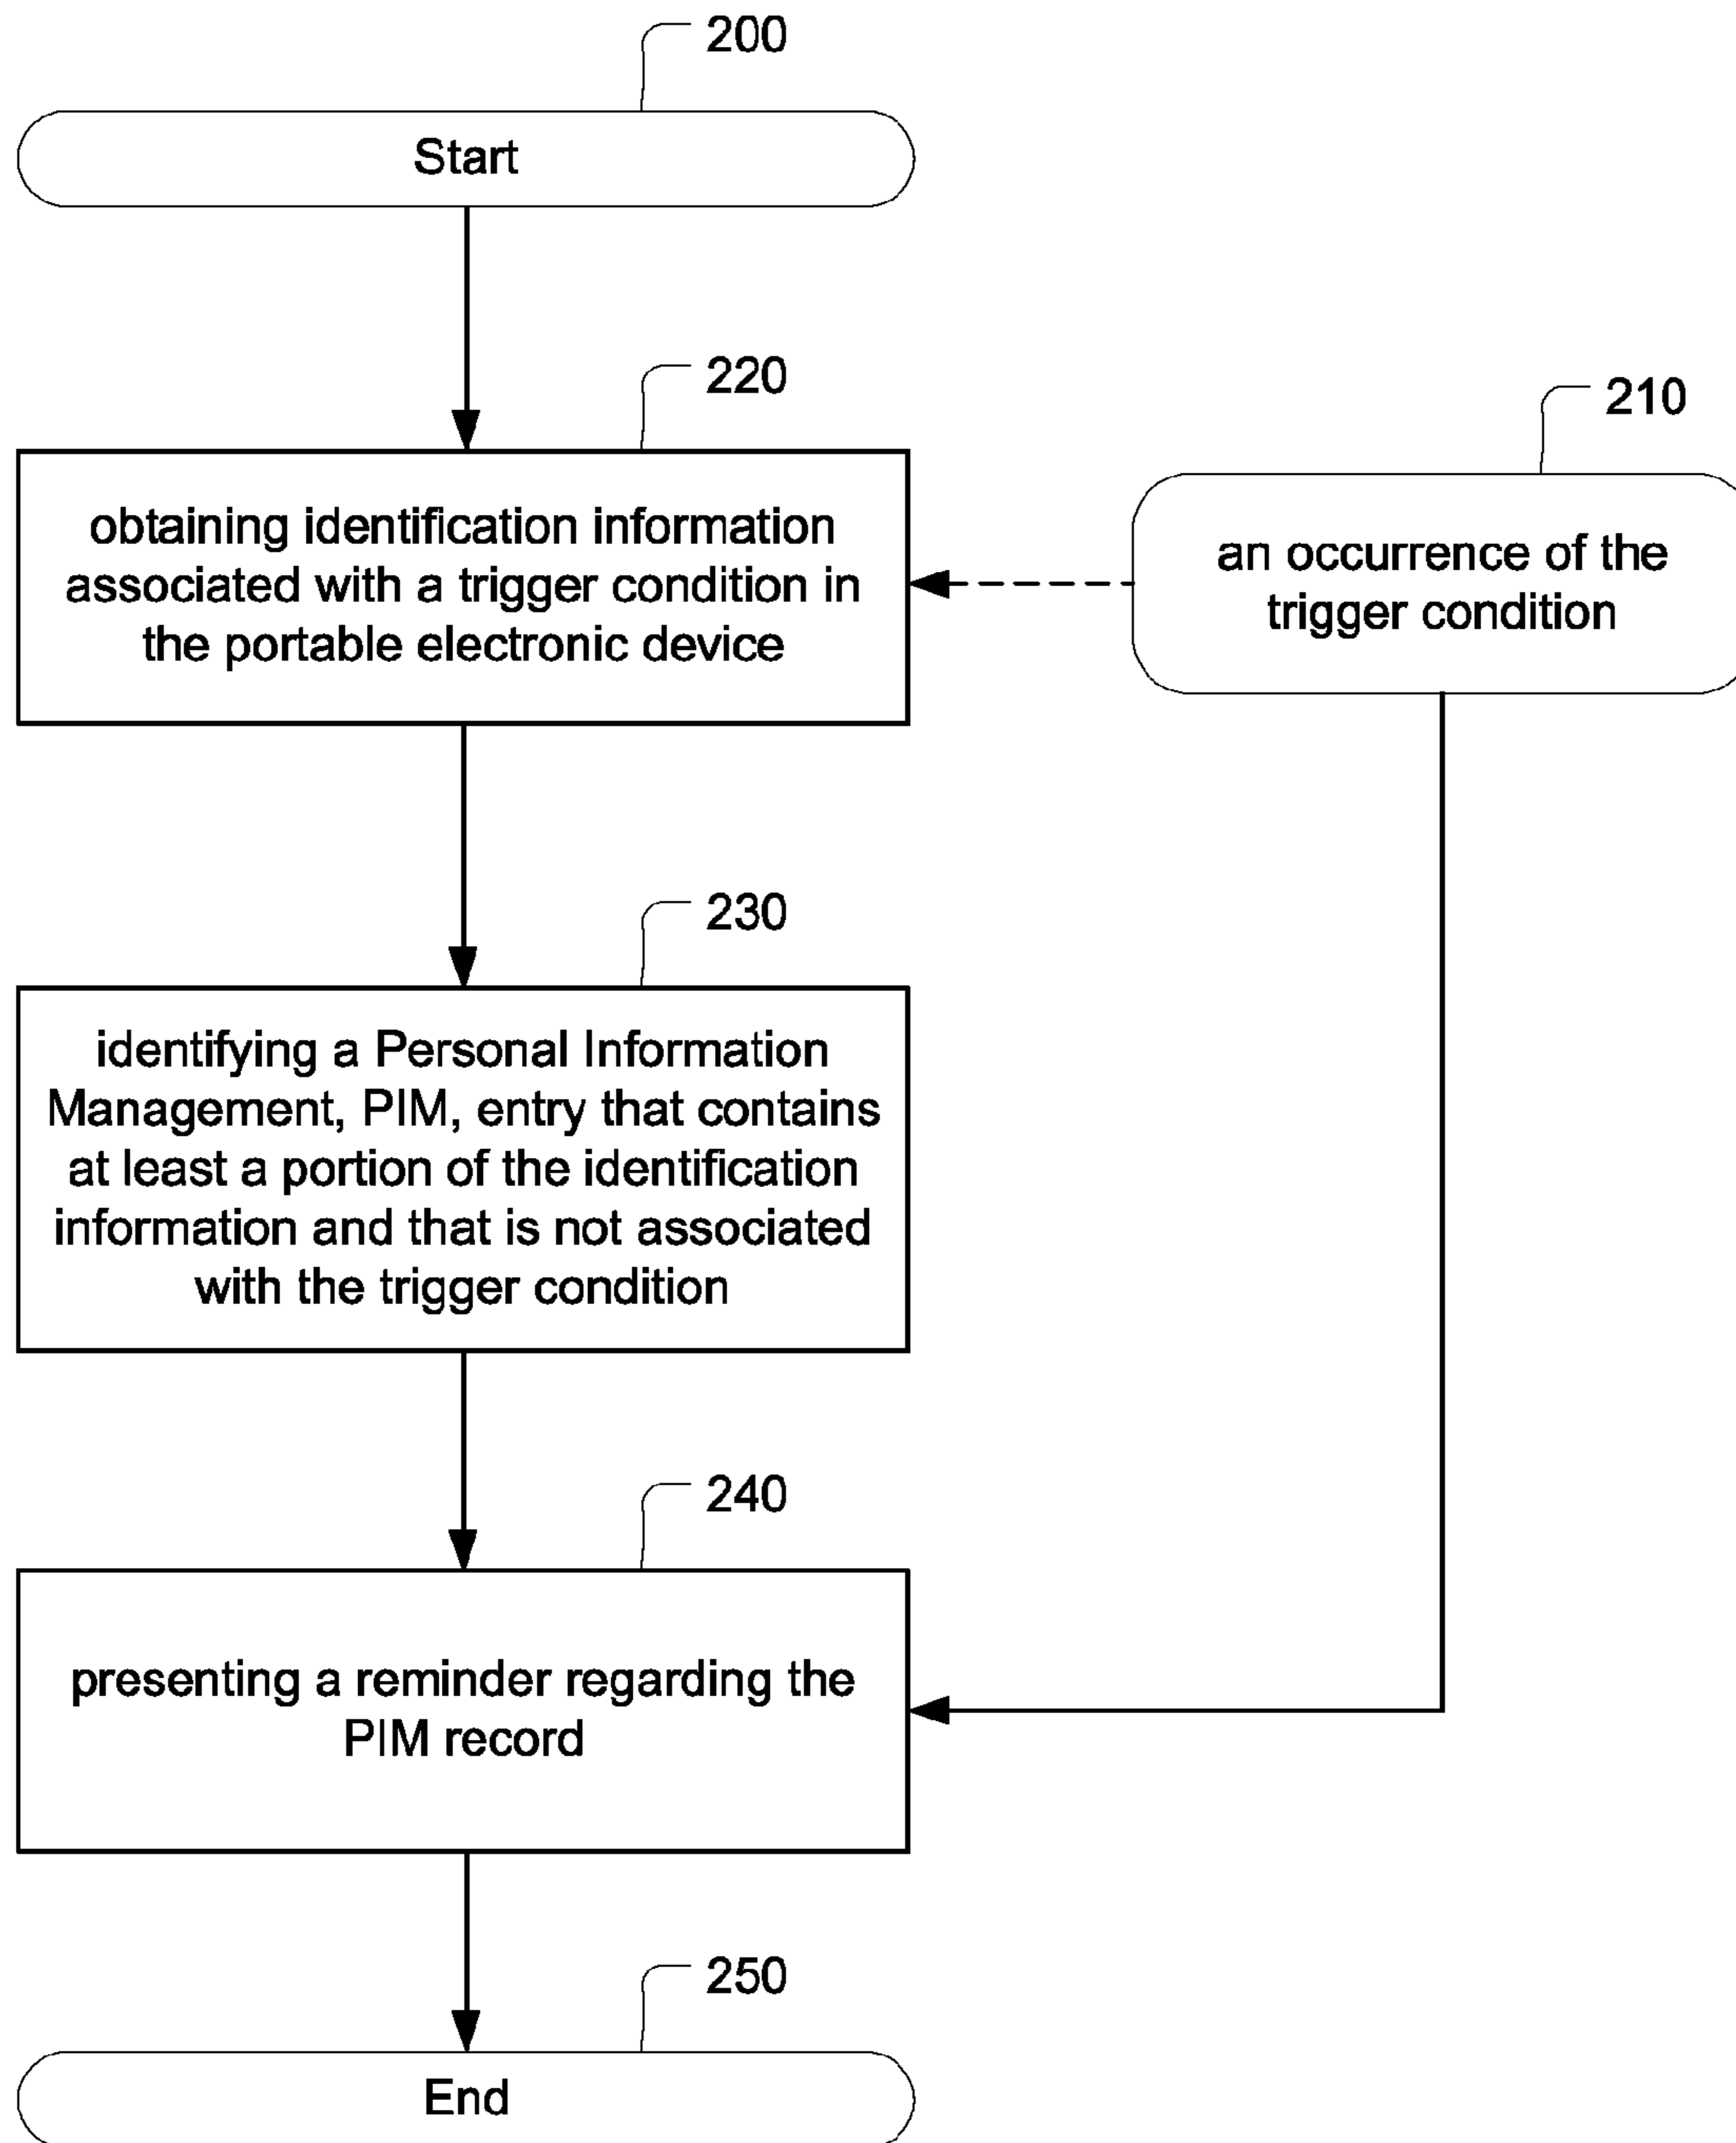 200
Start
220
obtaining identification information
associated with a trigger condition in
the portable electronic device
210
an occurrence of the
trigger condition
230
identifying a Personal Information
Management, PIM, entry that contains
at least a portion of the identification
information and that is not associated
with the trigger condition
240
presenting a reminder regarding the
PIM record
250
End